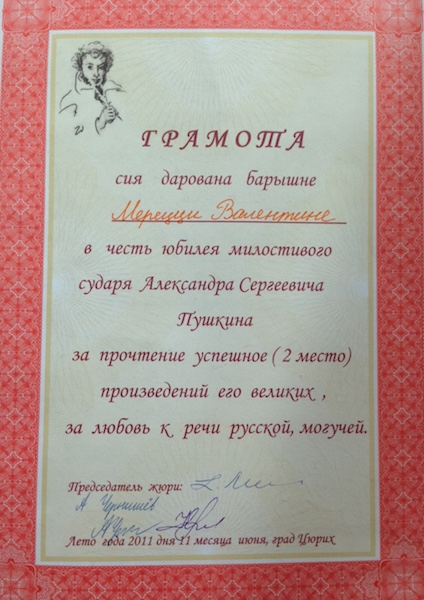 ГРАМОТА
сия дарована барышне
Мерецци Валентине
в честь юбилея милостивого
сударя Александра Сергеевича
Пушкина
за прочтение успешное ( 2 место)
произведений его великих ,
за любовь к речи русской, могучей.
Председатель жюри:
А Чернышёв
Лето года 2011 дня 11 месяца июня, град Цюрих